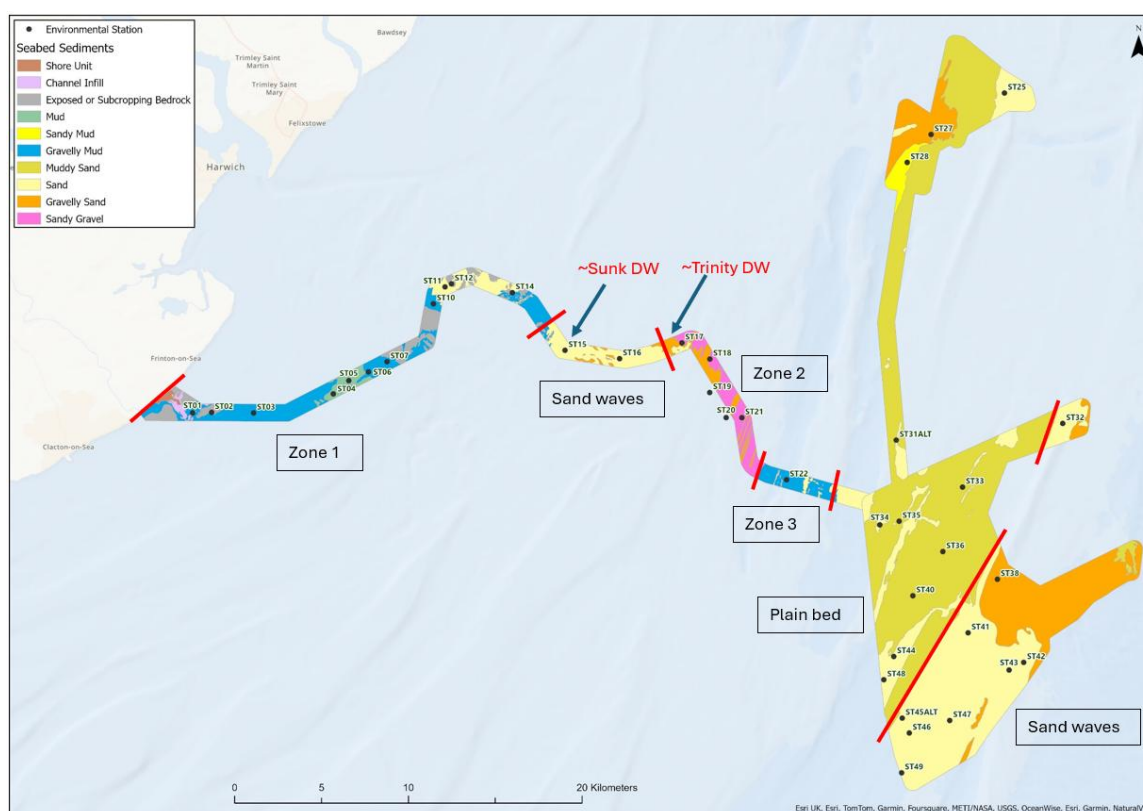 Environmental Station
Seabed Sediments
Shore Unit
Channel Infill
Exposed or Subcropping Bedrock
Mud
Sandy Mud
Gravelly Mud
Muddy Sand
Sand
Gravelly Sand
Sandy Gravel
Bawdsey
Trimley Saint
Martin
Trimley Saint
Mary
Felixstowe
Harwich
Frinton-on-Sea
Clacton-on-Sea
N
ST25
ST27
ST28
~Sunk DW
~Trinity DW
ST11
ST12
ST10
ST14
ST15
ST16
ST17
ST18
ST07
ST05
ST06
ST04
ST01
ST02
ST03
ST19
ST20
ST21
Zone 2
Sand waves
Zone 1
ST22
Zone 3
ST31ALT
ST32
ST33
ST34
ST35
ST36
ST38
ST40
Plain bed
ST41
ST44
ST43
ST42
ST48
ST45ALT
ST46
ST47
Sand waves
ST49
0
5
10
20 Kilometers
Esri UK, Esri, TomTom, Garmin, Foursquare, METI/NASA, USGS, OceanWise, Esri, Garmin, NaturalV